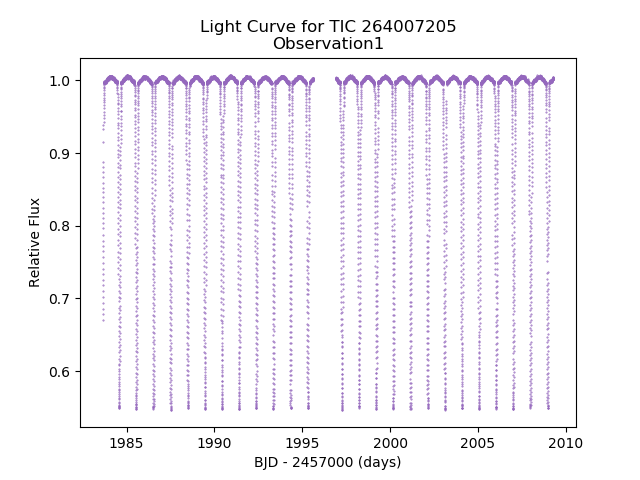 Light Curve for TIC 264007205
Observation1
1.0
0.9
0.8
0.7
0.6
Relative Flux
1985
1990
1995
2000
2005
2010
BJD - 2457000 (days)